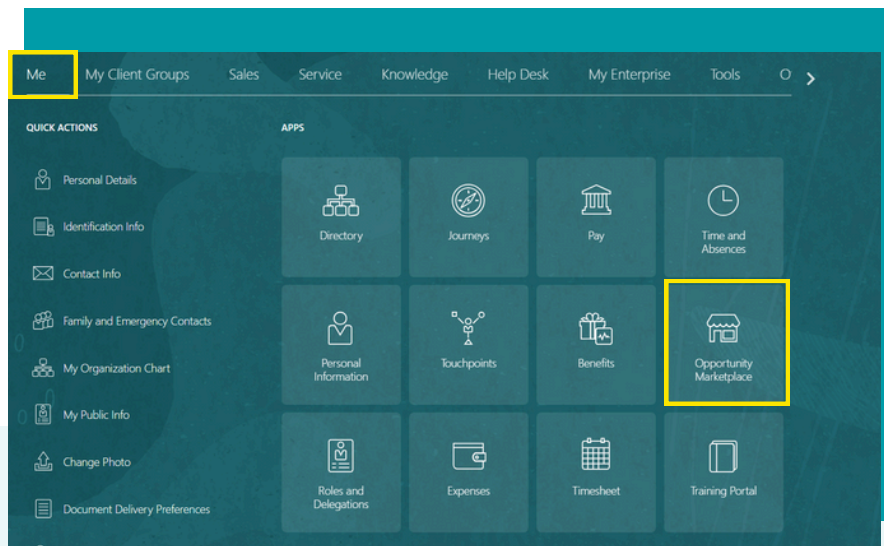 Me My Client Groups Sales Service Knowledge Help Desk My Enterprise Tools O
QUICK ACTIONS
Personal Details
Identification Info
Contact Info
Family and Emergency Contacts
My Organization Chart
My Public Info
Change Photo
Document Delivery Preferences
APPS
Directory
Journeys
Pay
Time and
Absences
Personal
Information
Touchpoints
Benefits
Opportunity
Marketplace
Roles and
Delegations
Expenses
Timesheet
Training Portal